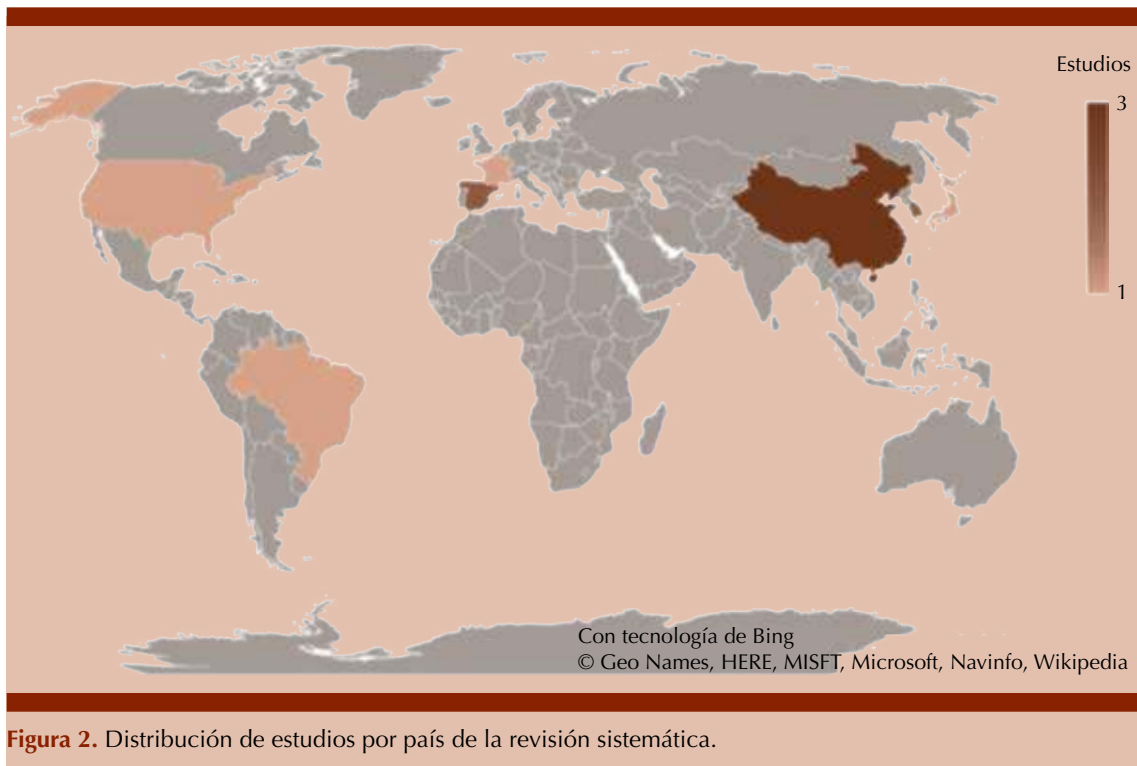 Estudios
3
1
Con tecnología de Bing
© Geo Names, HERE, MISFT, Microsoft, Navinfo, Wikipedia
Figura 2. Distribución de estudios por país de la revisión sistemática.